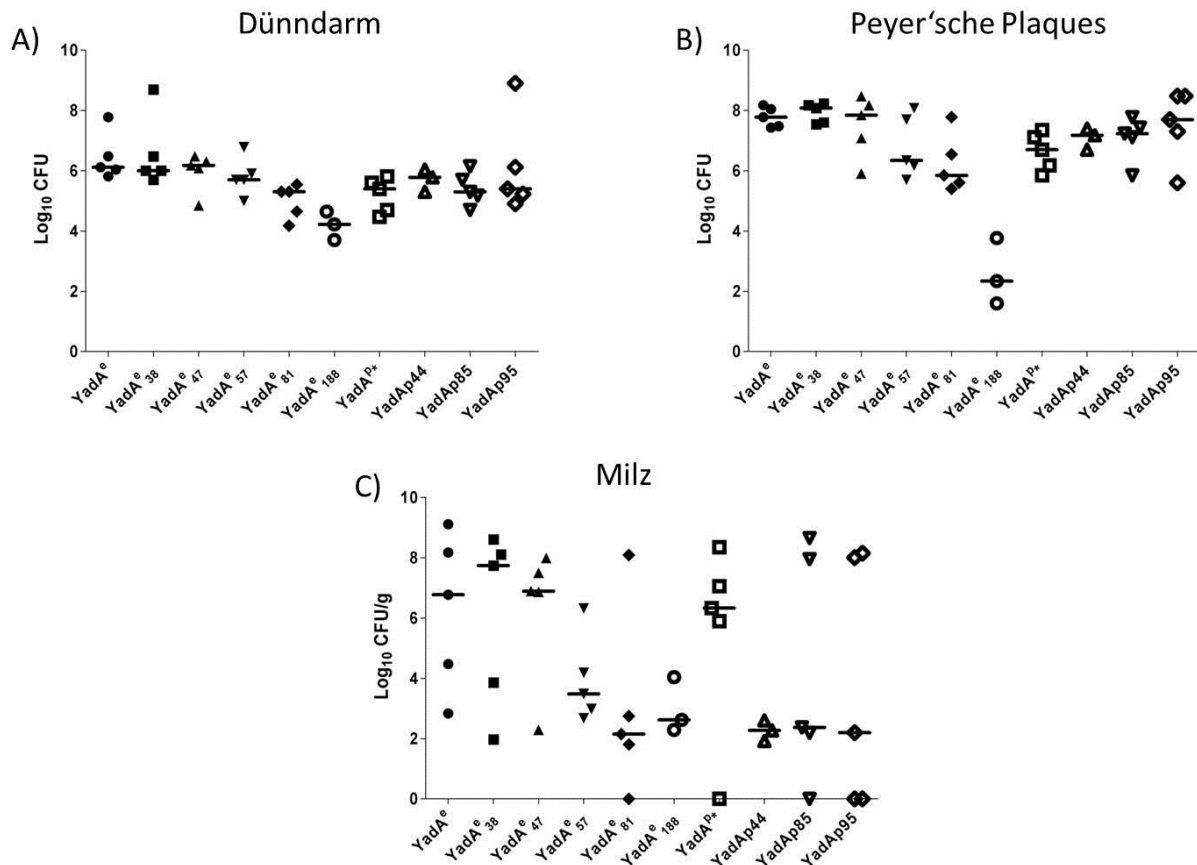 Dünndarm
A)
10
8
6
4
2
0
Log₁₀ CFU
YadAᵉ
YadAᵉ ₃₈
YadAᵉ ₄₇
YadAᵉ ₅₇
YadAᵉ ₈₁
YadAᵉ ₁₈₈
YadAᵖ*
YadAp44
YadAp85
YadAp95
Peyer‘sche Plaques
B)
10
8
6
4
2
0
Log₁₀ CFU
YadAᵉ
YadAᵉ ₃₈
YadAᵉ ₄₇
YadAᵉ ₅₇
YadAᵉ ₈₁
YadAᵉ ₁₈₈
YadAᵖ*
YadAp44
YadAp85
YadAp95
Milz
C)
10
8
6
4
2
0
Log₁₀ CFU/g
YadAᵉ
YadAᵉ ₃₈
YadAᵉ ₄₇
YadAᵉ ₅₇
YadAᵉ ₈₁
YadAᵉ ₁₈₈
YadAᵖ*
YadAp44
YadAp85
YadAp95